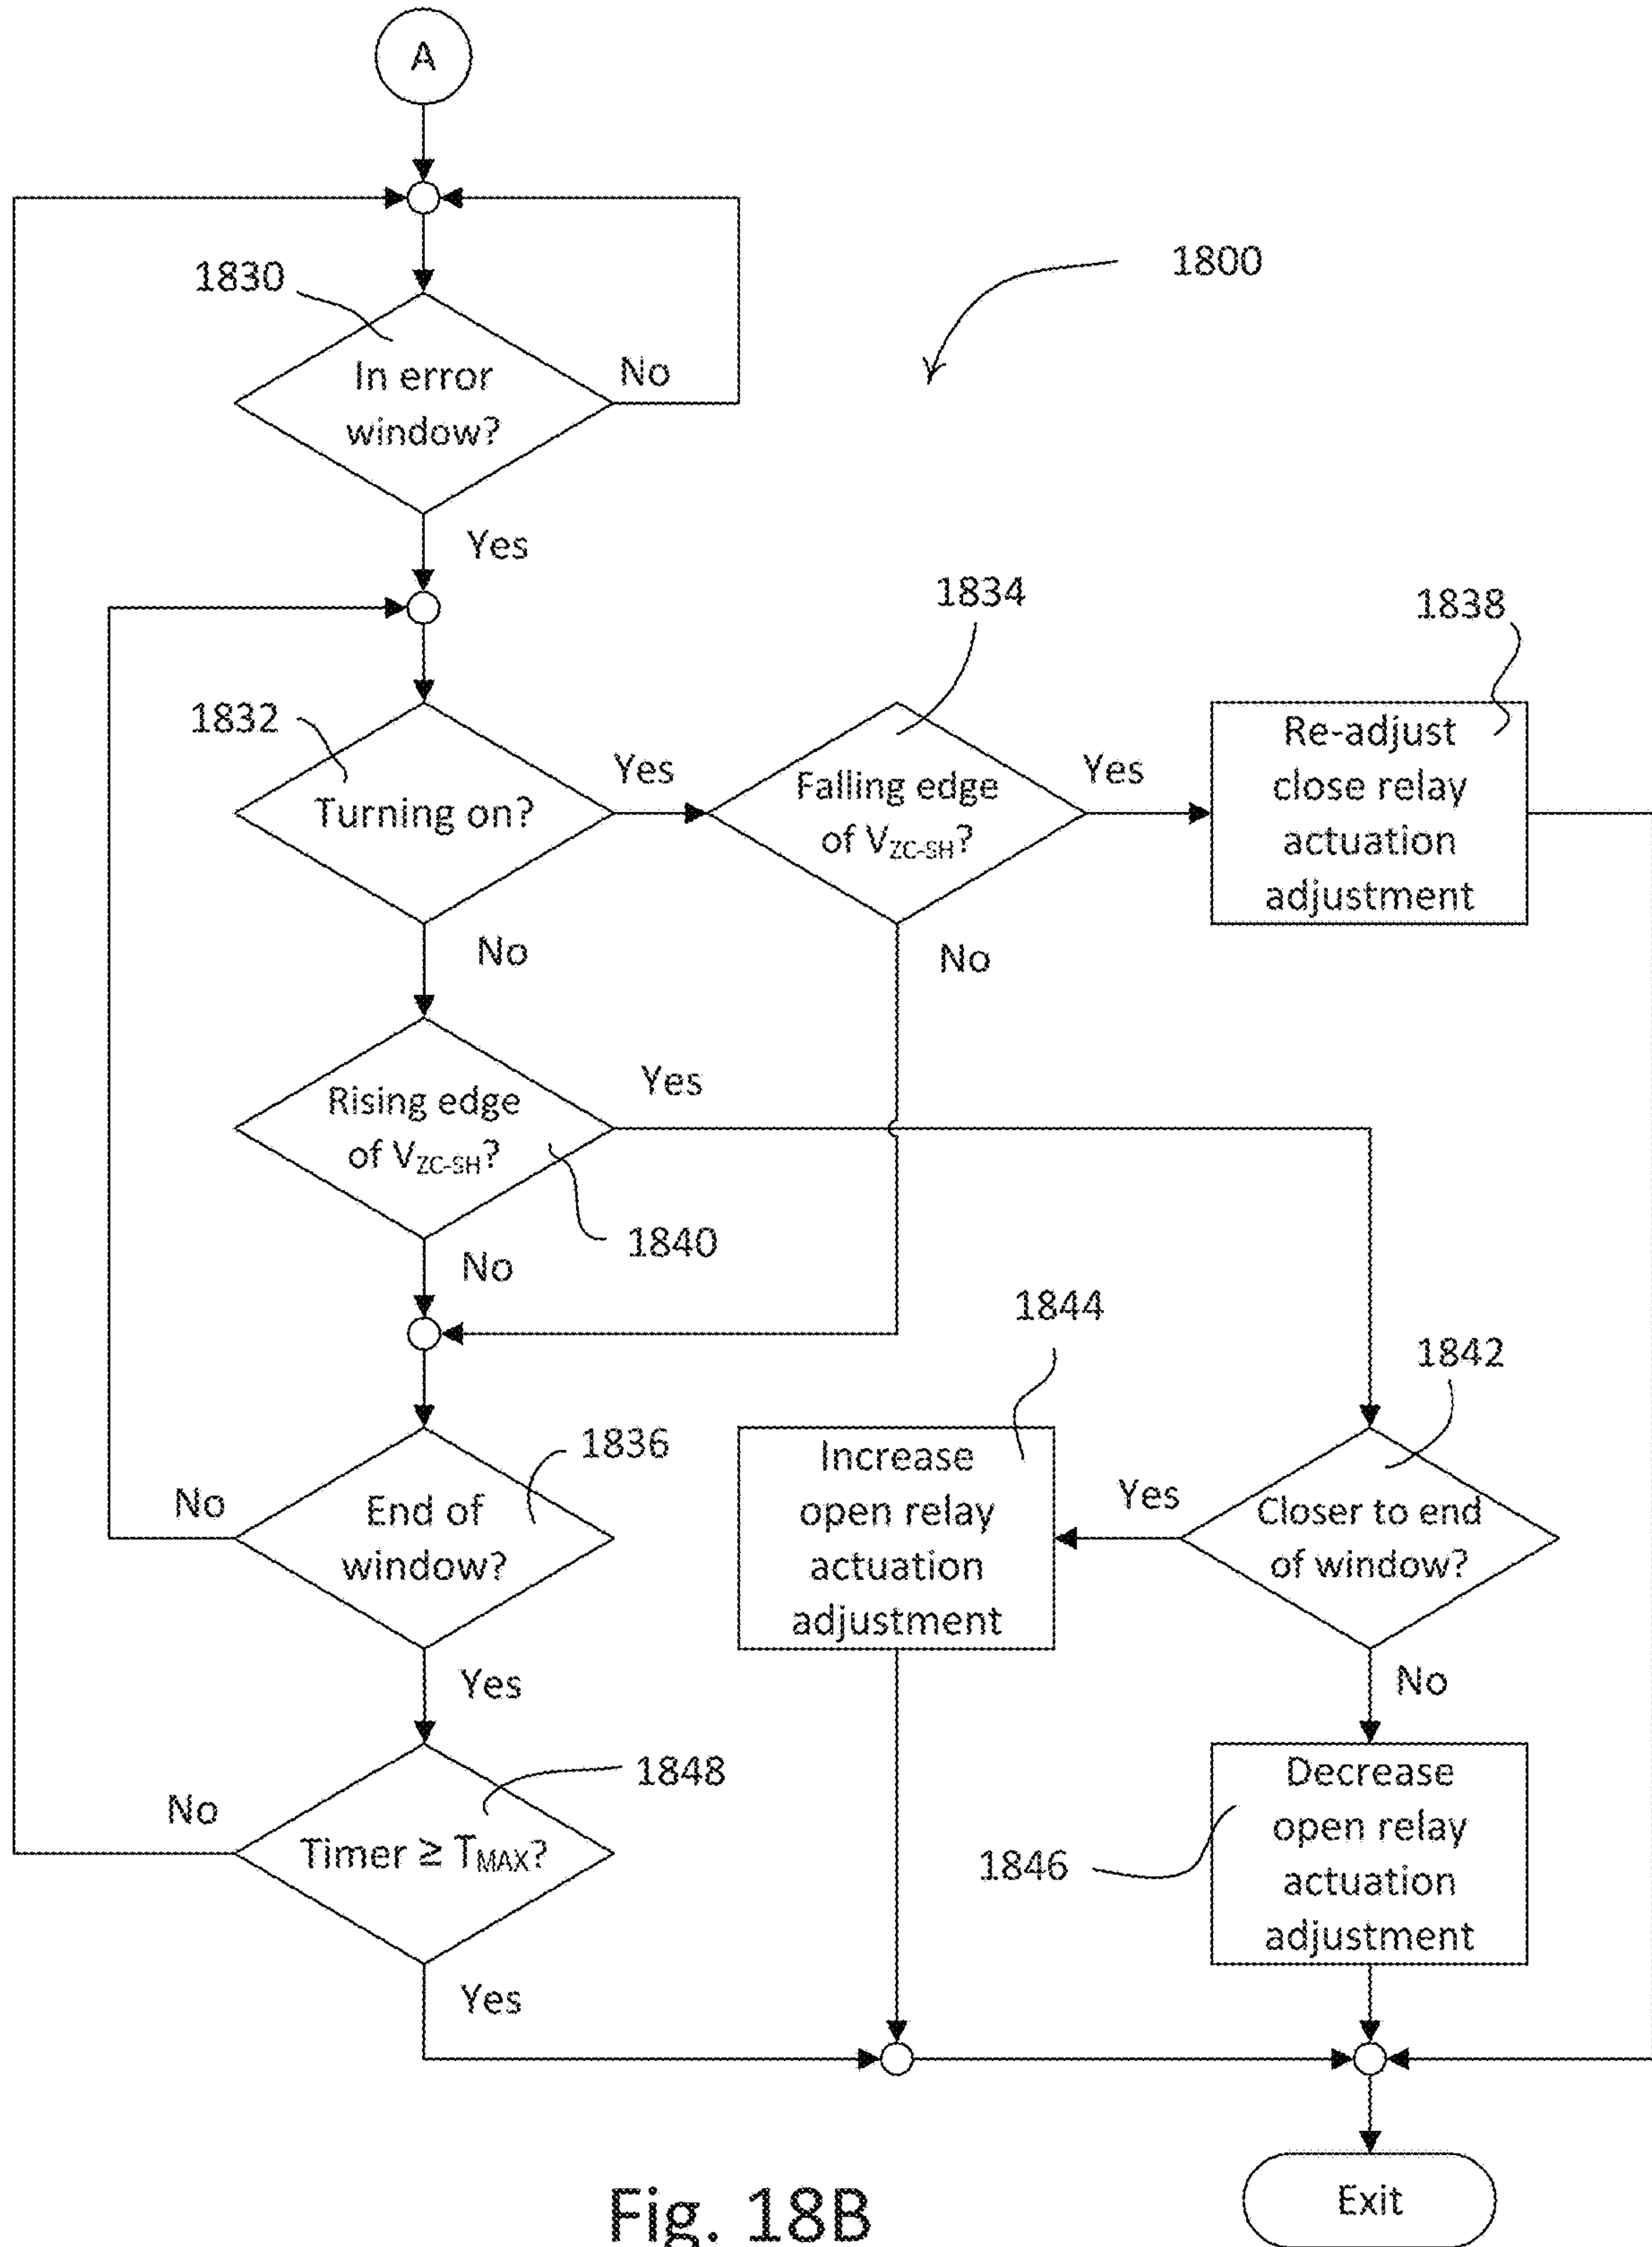 A
1830
1800
In error
window?
No
Yes
1834
1838
1832
Turning on?
Yes
Falling edge
of VZC-SH?
Yes
Re-adjust
close relay
actuation
adjustment
No
No
Rising edge
of VZC-SH?
Yes
1840
No
1844
1842
1836
End of
window?
No
Increase
open relay
actuation
adjustment
Yes
Closer to end
of window?
Yes
No
1848
No
Timer ≥ TMAX?
1846
Decrease
open relay
actuation
adjustment
Yes
Exit
Fig. 18B